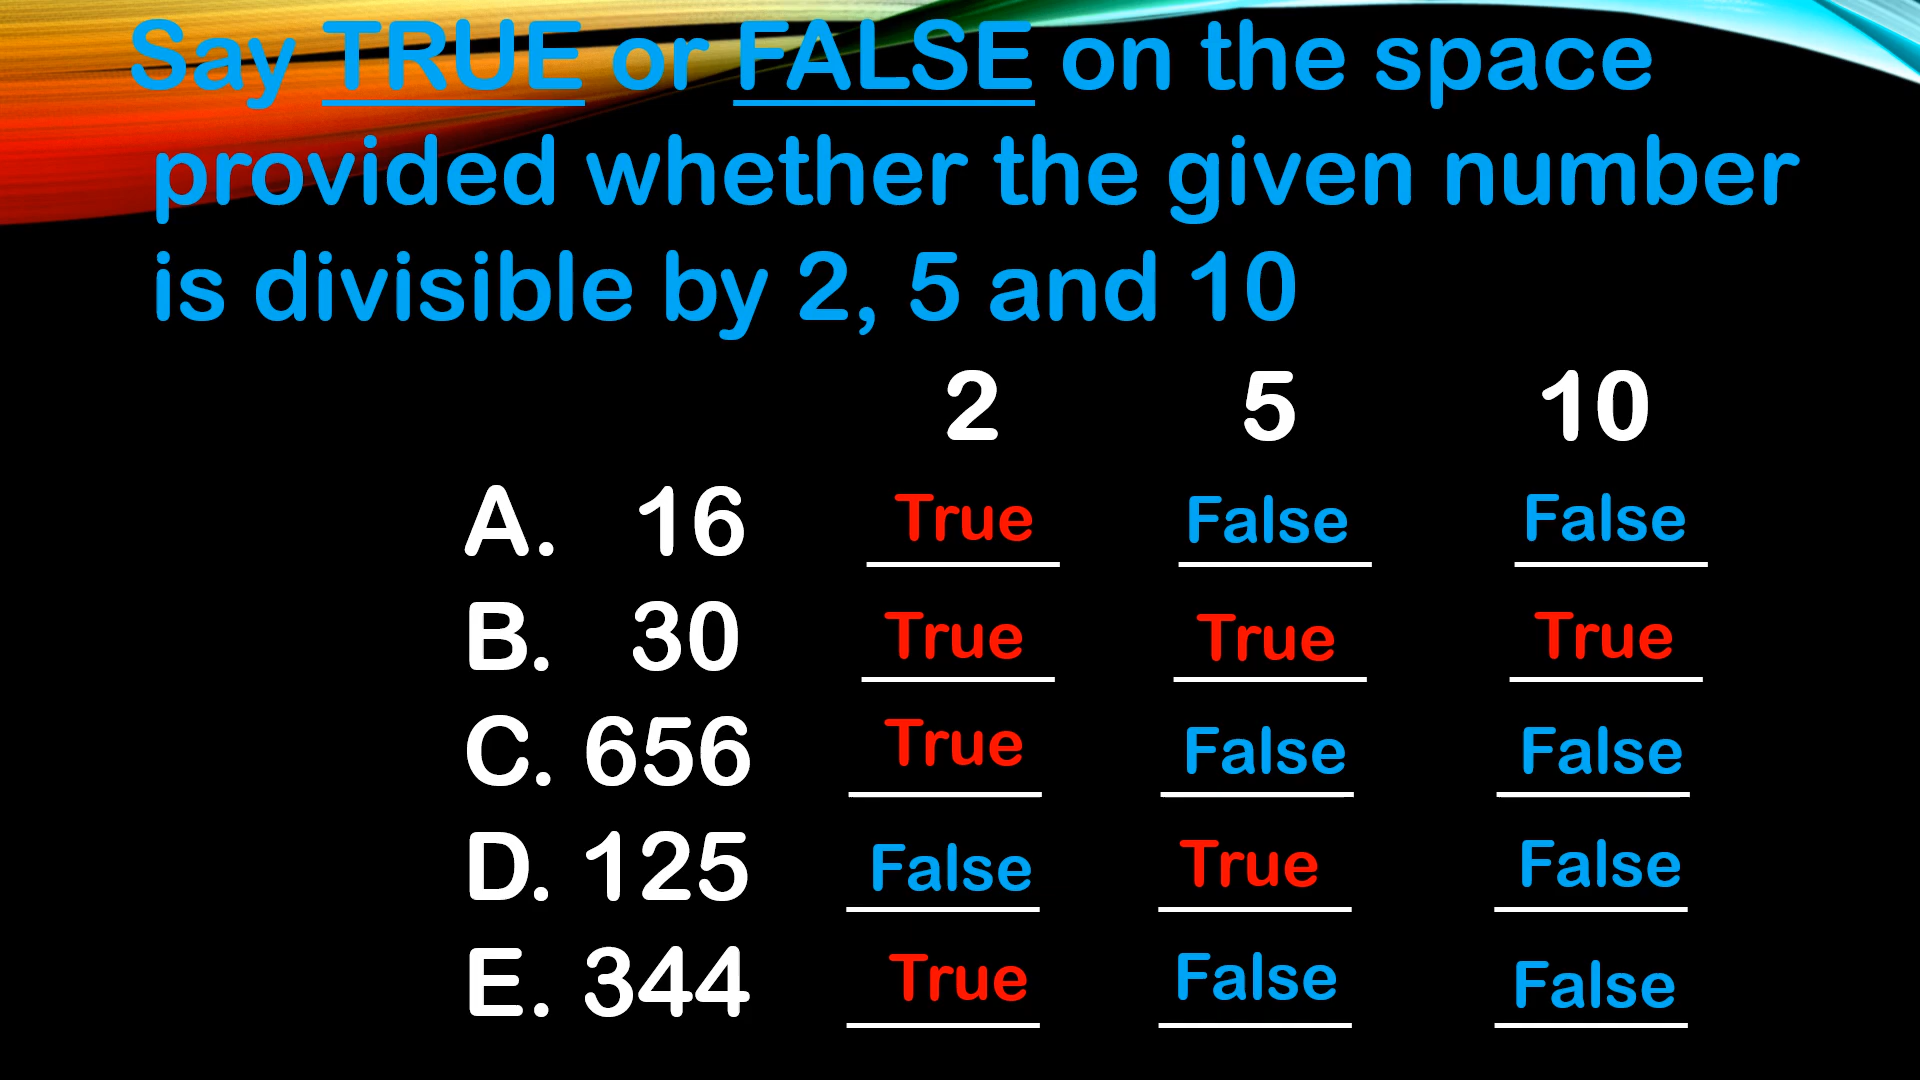 Say TRUE or FALSE on the space
provided whether the given number
is divisible by 2, 5 and 10
2 5 10
A. 16 True False False
B. 30 True True True
C. 656 True False False
D. 125 False True False
E. 344 True False False